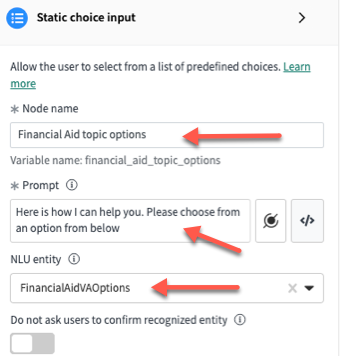 Static choice input
Allow the user to select from a list of predefined choices. Learn
more
* Node name
Financial Aid topic options
Variable name: financial_aid_topic_options
* Prompt
Here is how I can help you. Please choose from
an option from below
</>
NLU entity
FinancialAidVAOptions
Do not ask users to confirm recognized entity